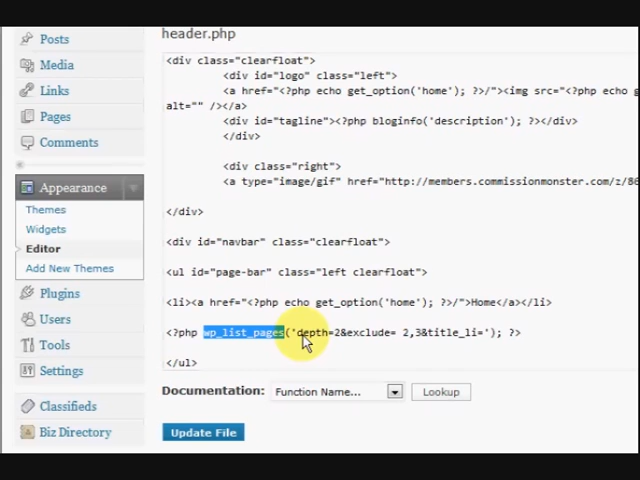 Posts
Media
Links
Pages
Comments
Appearance
Themes
Widgets
Editor
Add New Themes
Plugins
Users
Tools
Settings
Classifieds
Biz Directory
header.php
<div class="clearfloat">
<div id="logo" class="left">
<a href="<?php echo get_option('home'); ?>/"><img src="<?php e
alt="" /></a>
<div id="tagline"><?php bloginfo('description'); ?></div>
</div>
<div class="right">
<a type="image/gif" href="http://members.commissionmonster.com/z/86
</div>
<div id="navbar" class="clearfloat">
<ul id="page-bar" class="left clearfloat">
<li><a href="<?php echo get_option('home'); ?>/">Home</a></li>
<?php wp_list_pages('depth=2&exclude= 2,3&title_li='); ?>
</ul>
Documentation: Function Name... Lookup
Update File